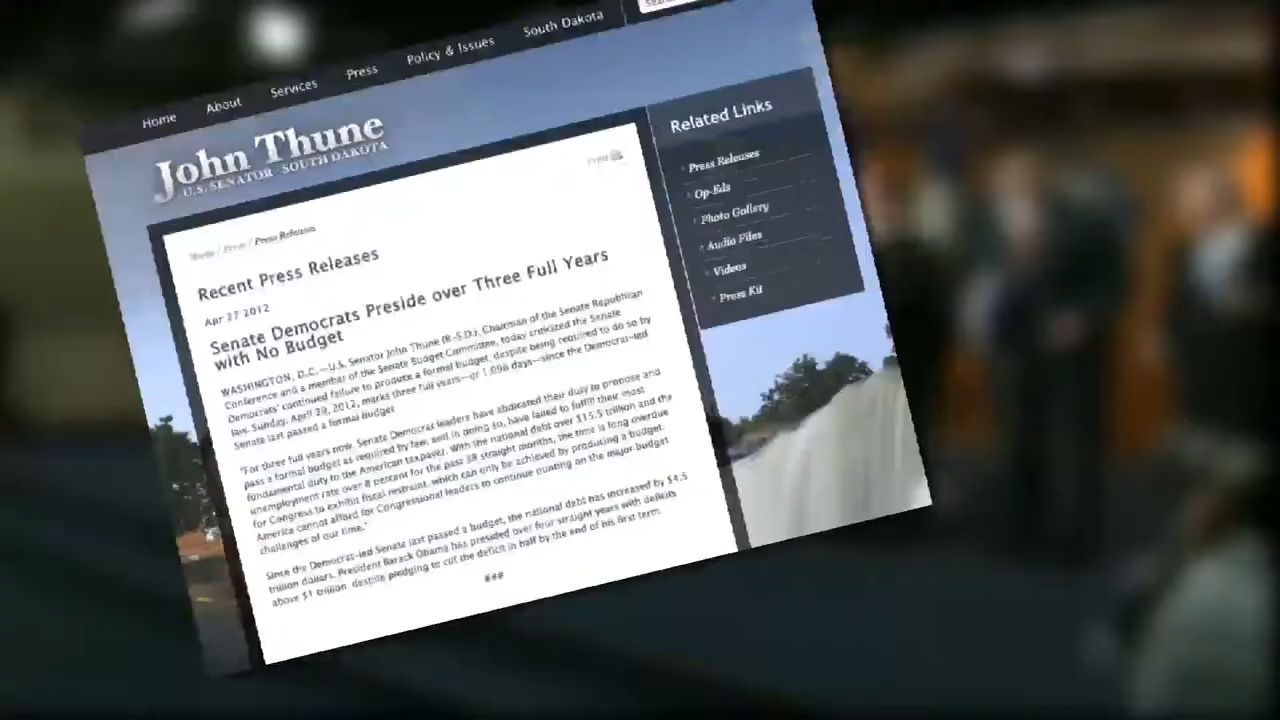 Home About Services Press Policy & Issues South Dakota
John Thune
U.S. SENATOR - SOUTH DAKOTA
Related Links
Press Releases
Op-Eds
Photo Gallery
Audio Files
Videos
Press Kit
Home / Press / Press Releases
Recent Press Releases
Apr 27 2012
Senate Democrats Preside over Three Full Years
with No Budget
WASHINGTON, D.C.—U.S. Senator John Thune (R-S.D.), Chairman of the Senate Republican
Conference and a member of the Senate Budget Committee, today criticized the Senate
Democrats' continued failure to produce a formal budget, despite being required to do so by
law. Sunday, April 29, 2012, marks three full years—or 1,096 days—since the Democrat-led
Senate last passed a formal budget
"For three full years now, Senate Democrat leaders have abdicated their duty to propose and
pass a formal budget as required by law, and in doing so, have failed to fulfill their most
fundamental duty to the American taxpayer. With the national debt over $15.5 trillion and the
unemployment rate over 8 percent for the past 38 straight months, the time is long overdue
for Congress to exhibit fiscal restraint, which can only be achieved by producing a budget.
America cannot afford for Congressional leaders to continue punting on the major budget
challenges of our time."
Since the Democrat-led Senate last passed a budget, the national debt has increased by $4.5
trillion dollars. President Barack Obama has presided over four straight years with deficits
above $1 trillion, despite pledging to cut the deficit in half by the end of his first term.
###